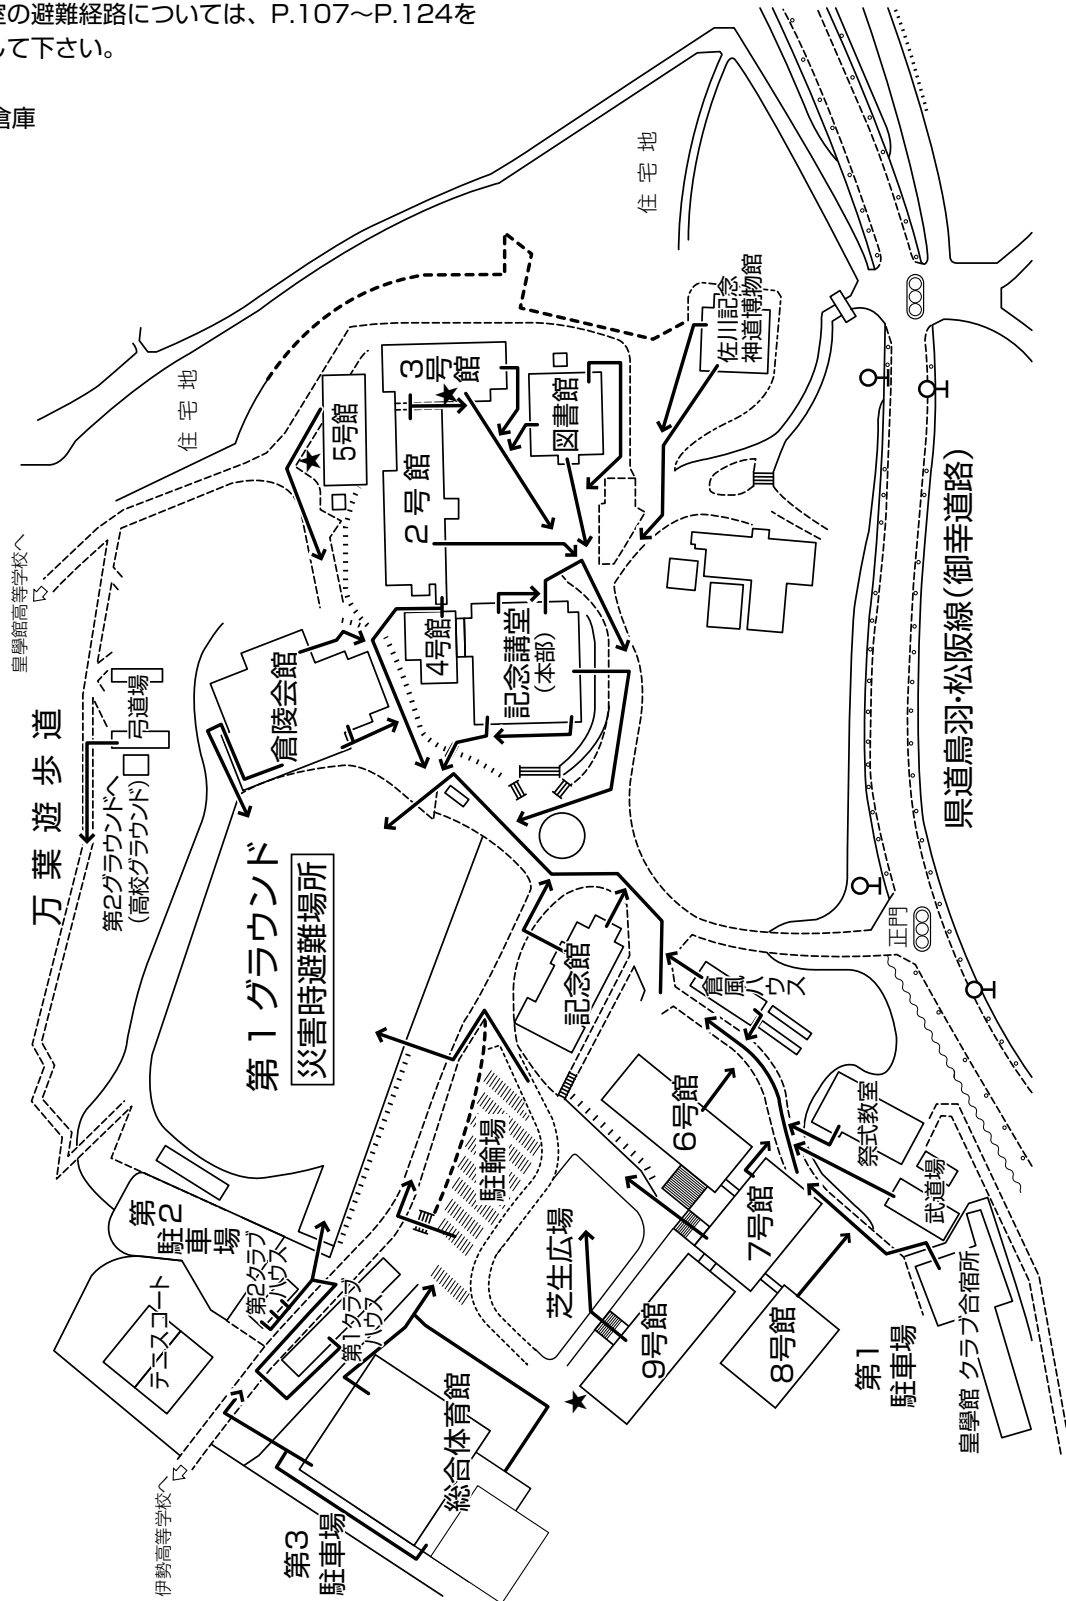 室の避難経路については、P.107～P.124を
して下さい。
倉庫
住宅地
住宅地
皇學館高等学校へ
万葉遊歩道
弓道場
第2グラウンドへ
(高校グラウンド)
5号館
3号館
2号館
図書館
佐川記念
神道博物館
4号館
記念講堂
(本部)
倉陵会館
第1グラウンド
災害時避難場所
県道鳥羽・松阪線(御幸道路)
正門
記念館
倉風ハウス
駐輪場
6号館
祭式教室
武道場
7号館
芝生広場
9号館
8号館
第1
駐車場
皇學館 クラブ合宿所
第2
駐車場
第2クラブ
ハウス
第1クラブ
ハウス
テニスコート
総合体育館
第3
駐車場
伊勢高等学校へ